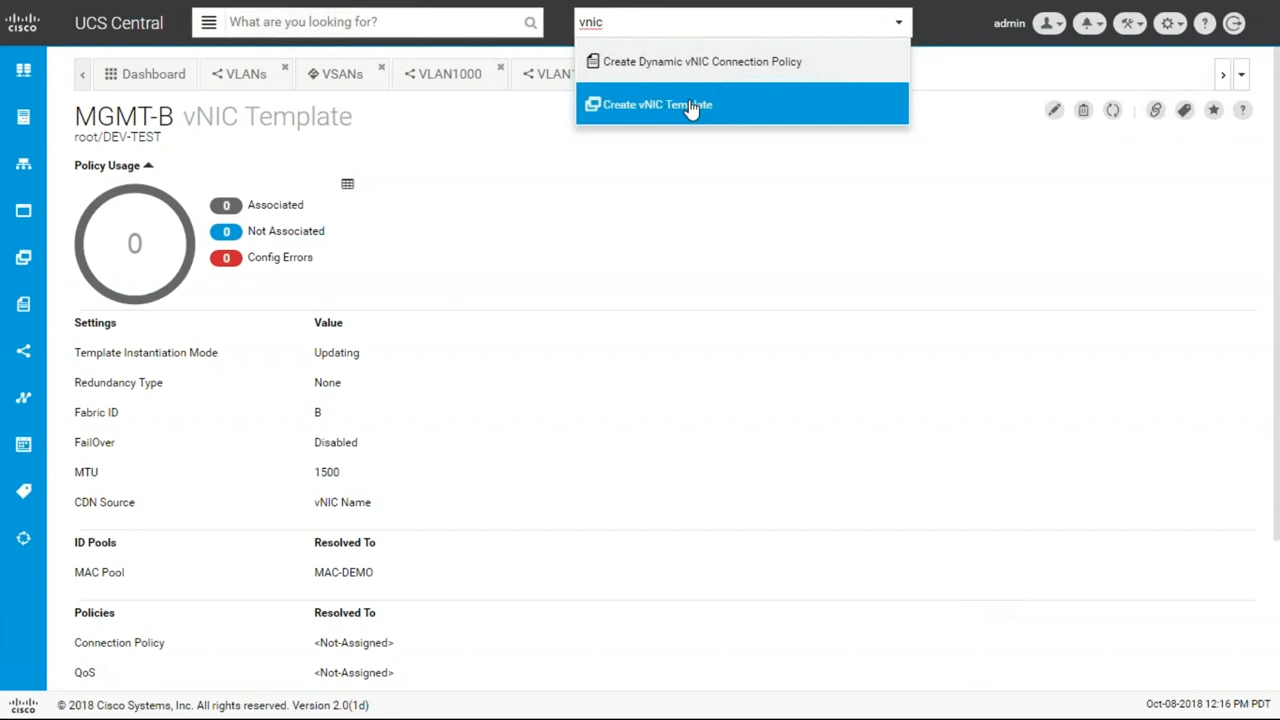 cisco
UCS Central
What are you looking for?
vnic
admin
Create Dynamic vNIC Connection Policy
Create vNIC Template
Dashboard
VLANs
VSANs
VLAN1000
MGMT-B vNIC Template
root/DEV-TEST
Policy Usage
0
0 Associated
0 Not Associated
0 Config Errors
Settings Value
Template Instantiation Mode Updating
Redundancy Type None
Fabric ID B
FailOver Disabled
MTU 1500
CDN Source vNIC Name
ID Pools Resolved To
MAC Pool MAC-DEMO
Policies Resolved To
Connection Policy <Not-Assigned>
QoS <Not-Assigned>
cisco
© 2018 Cisco Systems, Inc. All rights reserved. Version 2.0(1d)
Oct-08-2018 12:16 PM PDT